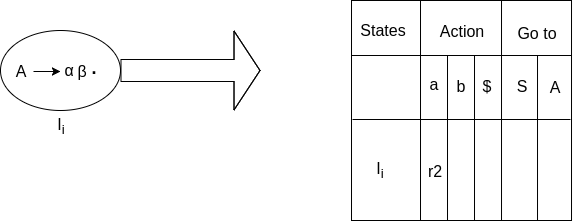 A → α β .
Ii
States Action Go to
a b $ S A
Ii r2